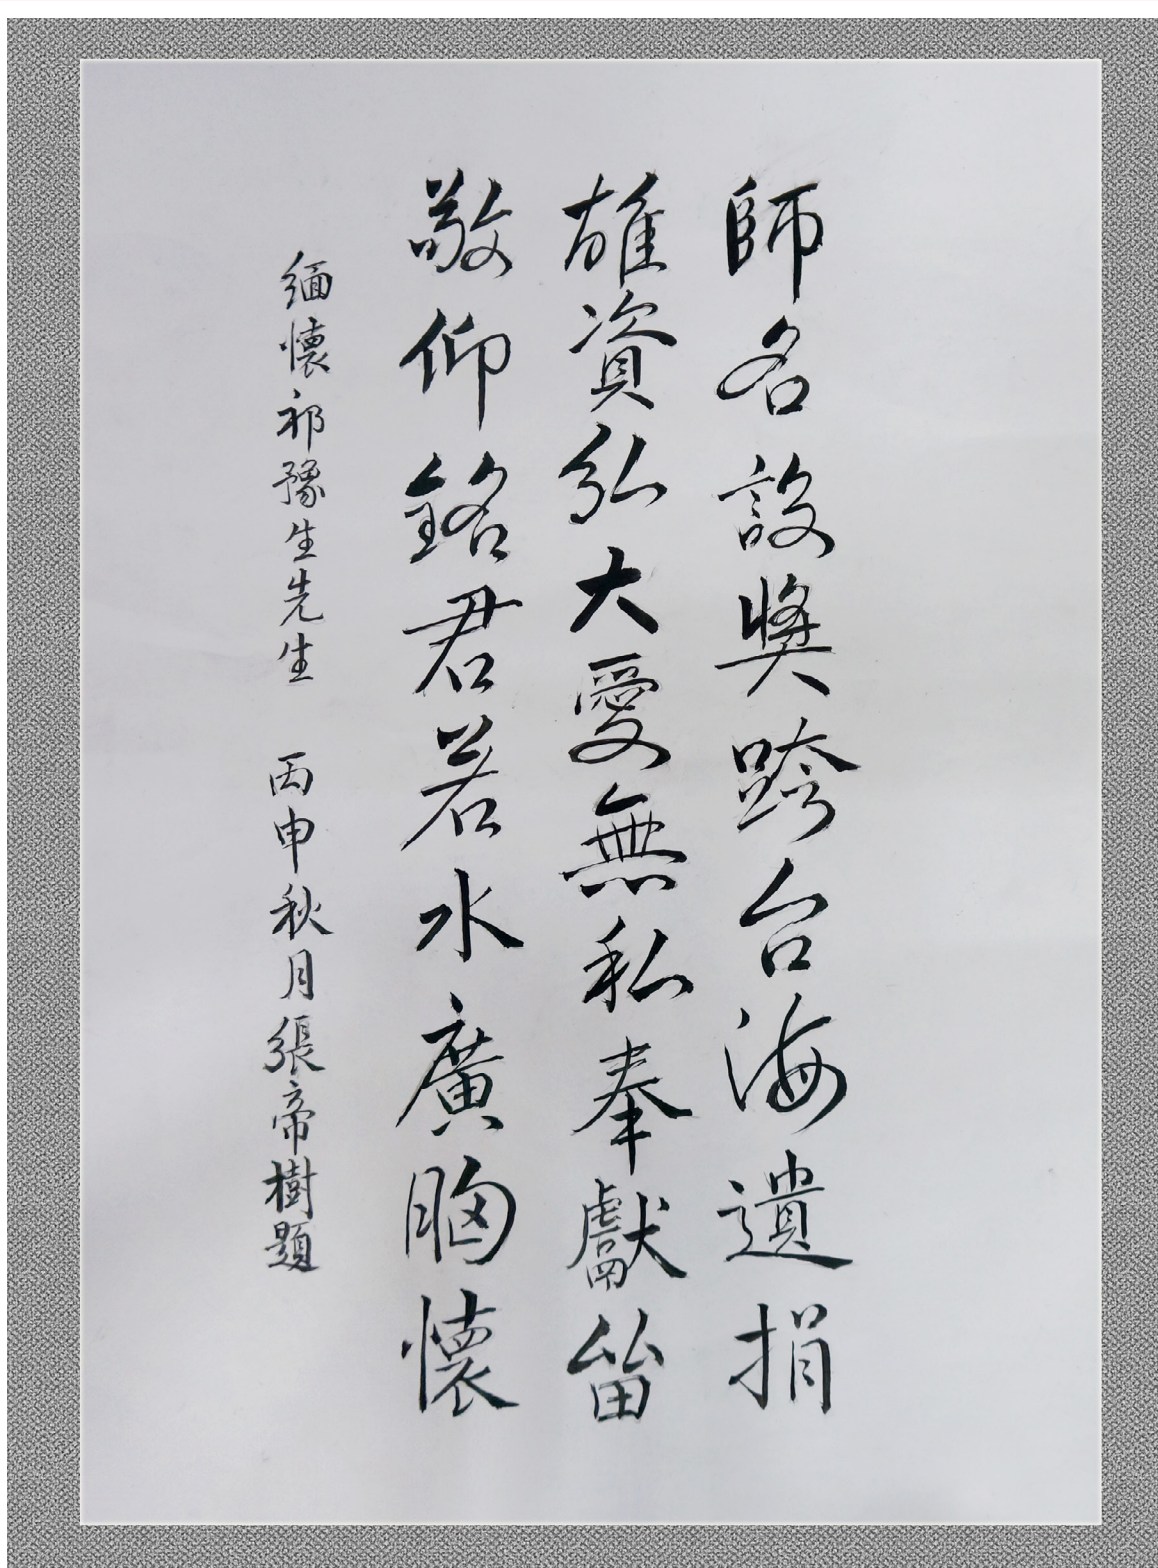 師名設奬跨台海遺捐
雄資弘大愛無私奉獻留
敬仰銘君若水廣胸懷
緬懷祁豫生先生 丙申秋月張帝樹題